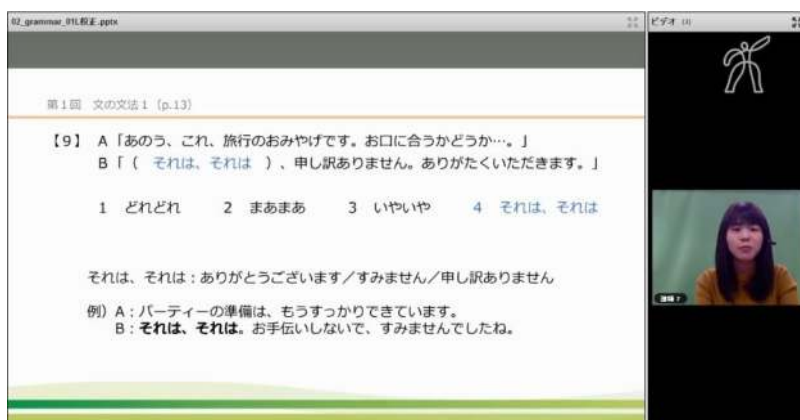 02_grammar_01L校正.pptx
ビデオ (1)
第1回　文の文法1 (p.13)
【9】 A「あのう、これ、旅行のおみやげです。お口に合うかどうか…。」
B「（　それは、それは　）、申し訳ありません。ありがたくいただきます。」
1　どれどれ　　2　まあまあ　　3　いやいや　　4　それは、それは
それは、それは：ありがとうございます／すみません／申し訳ありません
例）A：パーティーの準備は、もうすっかりできています。
B：それは、それは。お手伝いしないで、すみませんでしたね。